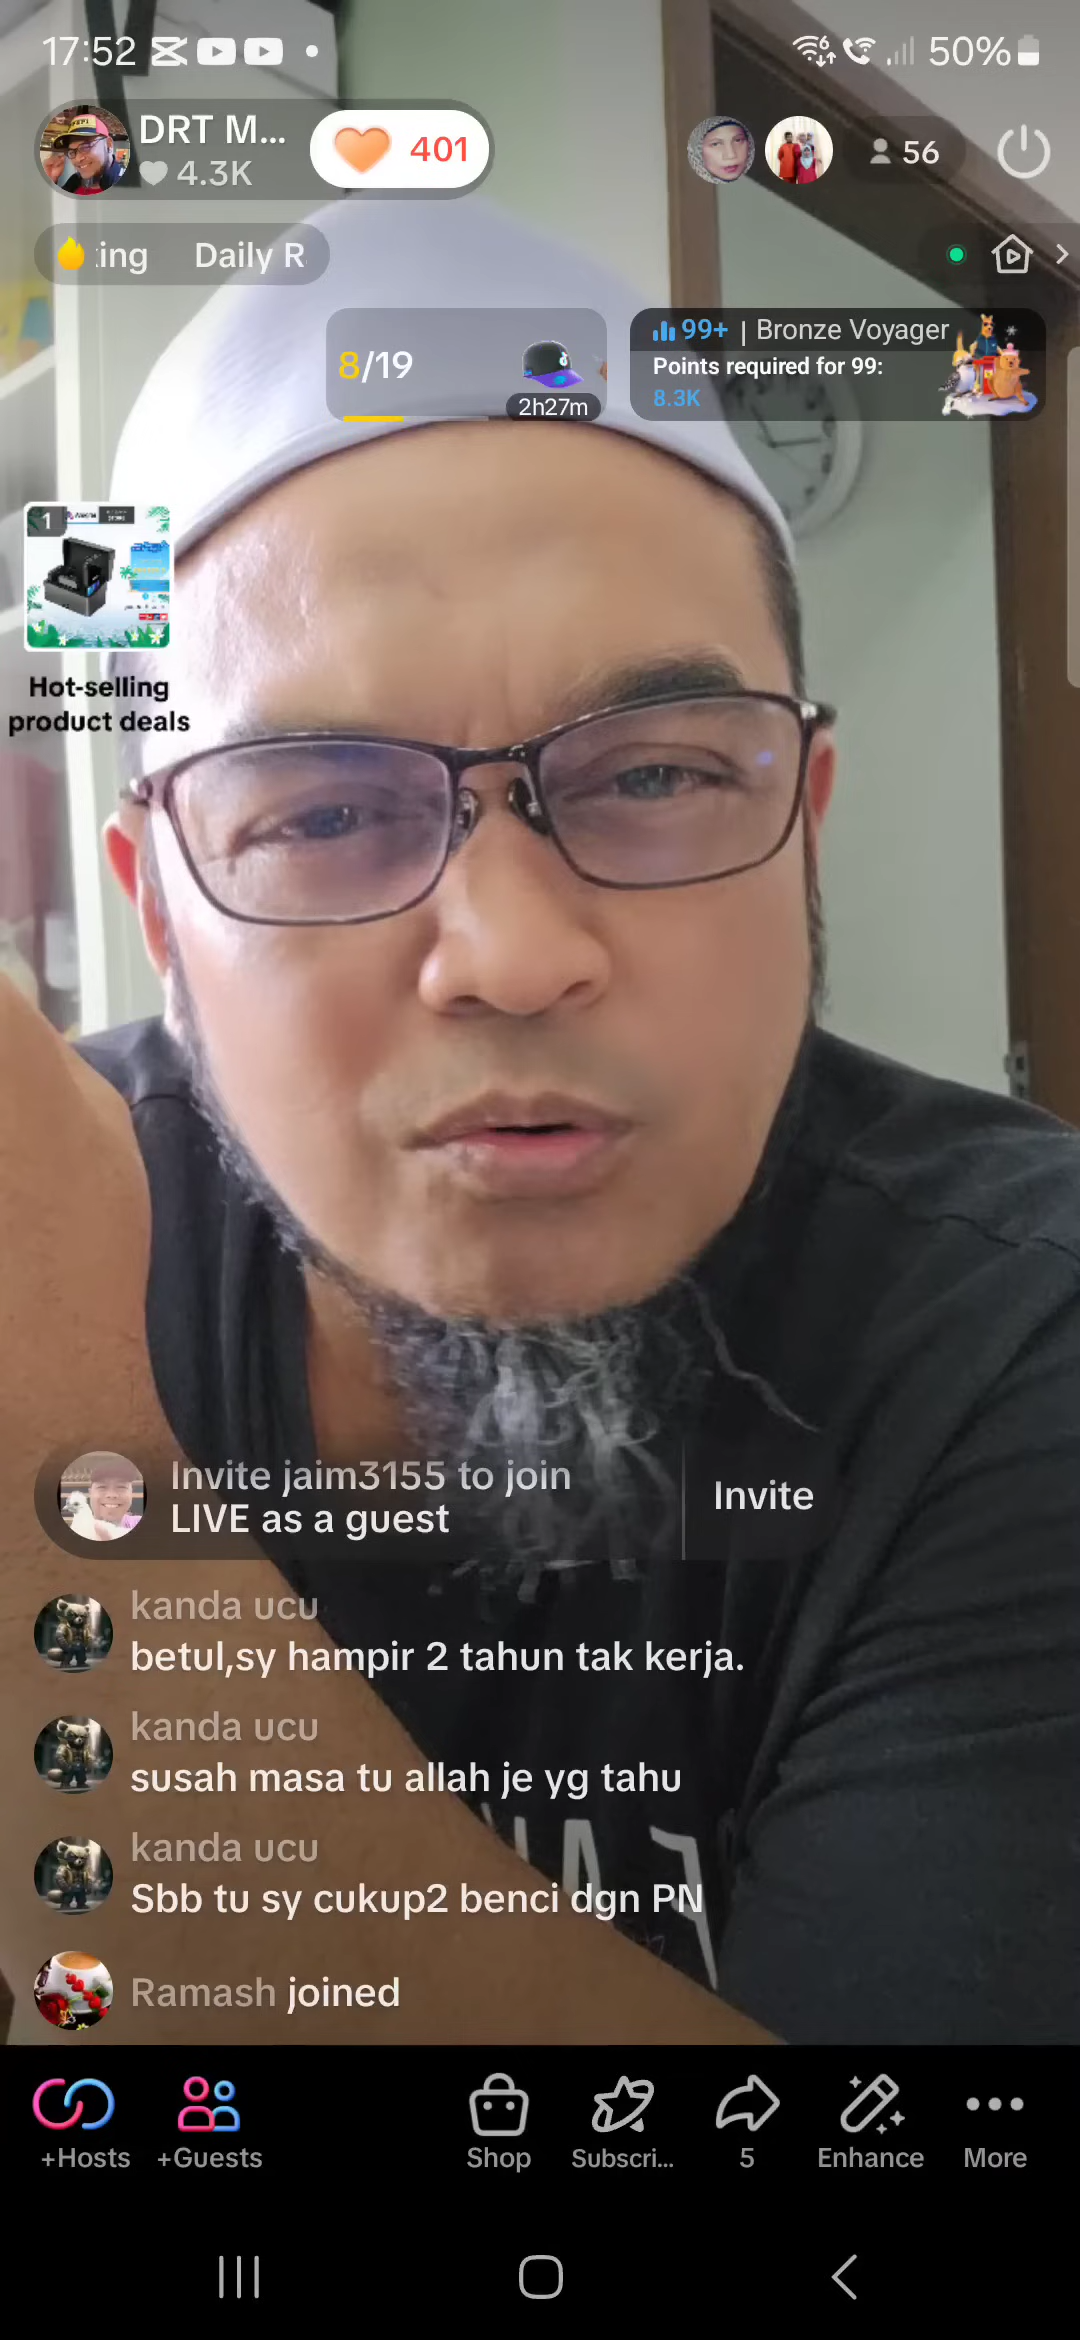 17:52
50%
DRT M...
4.3K
401
56
king Daily R
8/19
2h27m
99+ | Bronze Voyager
Points required for 99:
8.3K
1
Hot-selling
product deals
Invite jaim3155 to join
LIVE as a guest
Invite
kanda ucu
betul,sy hampir 2 tahun tak kerja.
kanda ucu
susah masa tu allah je yg tahu
kanda ucu
Sbb tu sy cukup2 benci dgn PN
Ramash joined
+Hosts
+Guests
Shop
Subscri...
5
Enhance
More